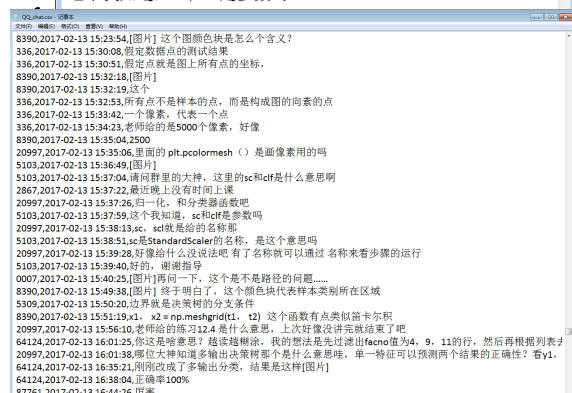 QQ_chat.csv - 记事本
文件(F) 编辑(E) 格式(O) 查看(V) 帮助(H)
8390,2017-02-13 15:23:54,[图片] 这个图颜色块是怎么个含义？
336,2017-02-13 15:30:08,假定数据点的测试结果
336,2017-02-13 15:30:51,假定点就是图上所有点的坐标，
8390,2017-02-13 15:32:18,[图片]
8390,2017-02-13 15:32:19,这个
336,2017-02-13 15:32:53,所有点不是样本的点，而是构成图的向素的点
336,2017-02-13 15:33:42,一个像素，代表一个点
336,2017-02-13 15:34:23,老师给的是5000个像素，好像
8390,2017-02-13 15:35:04,2500
20997,2017-02-13 15:35:06,里面的 plt.pcolormesh（）是画像素用的吗
5103,2017-02-13 15:36:49,[图片]
5103,2017-02-13 15:37:04,请问群里的大神，这里的sc和clf是什么意思啊
2867,2017-02-13 15:37:22,最近晚上没有时间上课
20997,2017-02-13 15:37:26,归一化，和分类器函数吧
5103,2017-02-13 15:37:59,这个我知道，sc和clf是参数吗
20997,2017-02-13 15:38:13,sc，scl就是给的名称那
5103,2017-02-13 15:38:51,sc是StandardScaler的名称，是这个意思吗
20997,2017-02-13 15:39:28,好像给什么没说法吧 有了名称就可以通过 名称来看步骤的运行
5103,2017-02-13 15:39:40,好的，谢谢指导
0007,2017-02-13 15:40:25,[图片]再问一下，这个是不是路径的问题……
8390,2017-02-13 15:49:38,[图片] 终于明白了，这个颜色块代表样本类别所在区域
5309,2017-02-13 15:50:20,边界就是决策树的分支条件
8390,2017-02-13 15:51:19,x1， x2 = np.meshgrid(t1， t2) 这个函数有点类似笛卡尔积
20997,2017-02-13 15:56:10,老师给的练习12.4 是什么意思，上次好像没讲完就结束了吧
64124,2017-02-13 16:01:25,你这是啥意思？越读越糊涂，我的想法是先过滤出facno值为4，9，11的行，然后再根据列表去
20997,2017-02-13 16:01:38,哪位大神知道多输出决策树那个是什么意思哇，单一特征可以预测两个结果的正确性？看y1，
64124,2017-02-13 16:35:21,刚刚改成了多输出分类，结果是这样[图片]
64124,2017-02-13 16:38:04,正确率100%
87761,2017-02-13 16:44:26,厉害